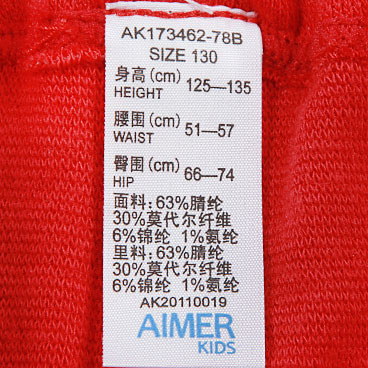 AK173462-78B
SIZE 130
身高(cm) 125—135
HEIGHT
腰围(cm) 51—57
WAIST
臀围(cm) 66—74
HIP
面料:63%腈纶
30%莫代尔纤维
6%锦纶 1%氨纶
里料:63%腈纶
30%莫代尔纤维
6%锦纶 1%氨纶
AK20110019
AIMER
KIDS